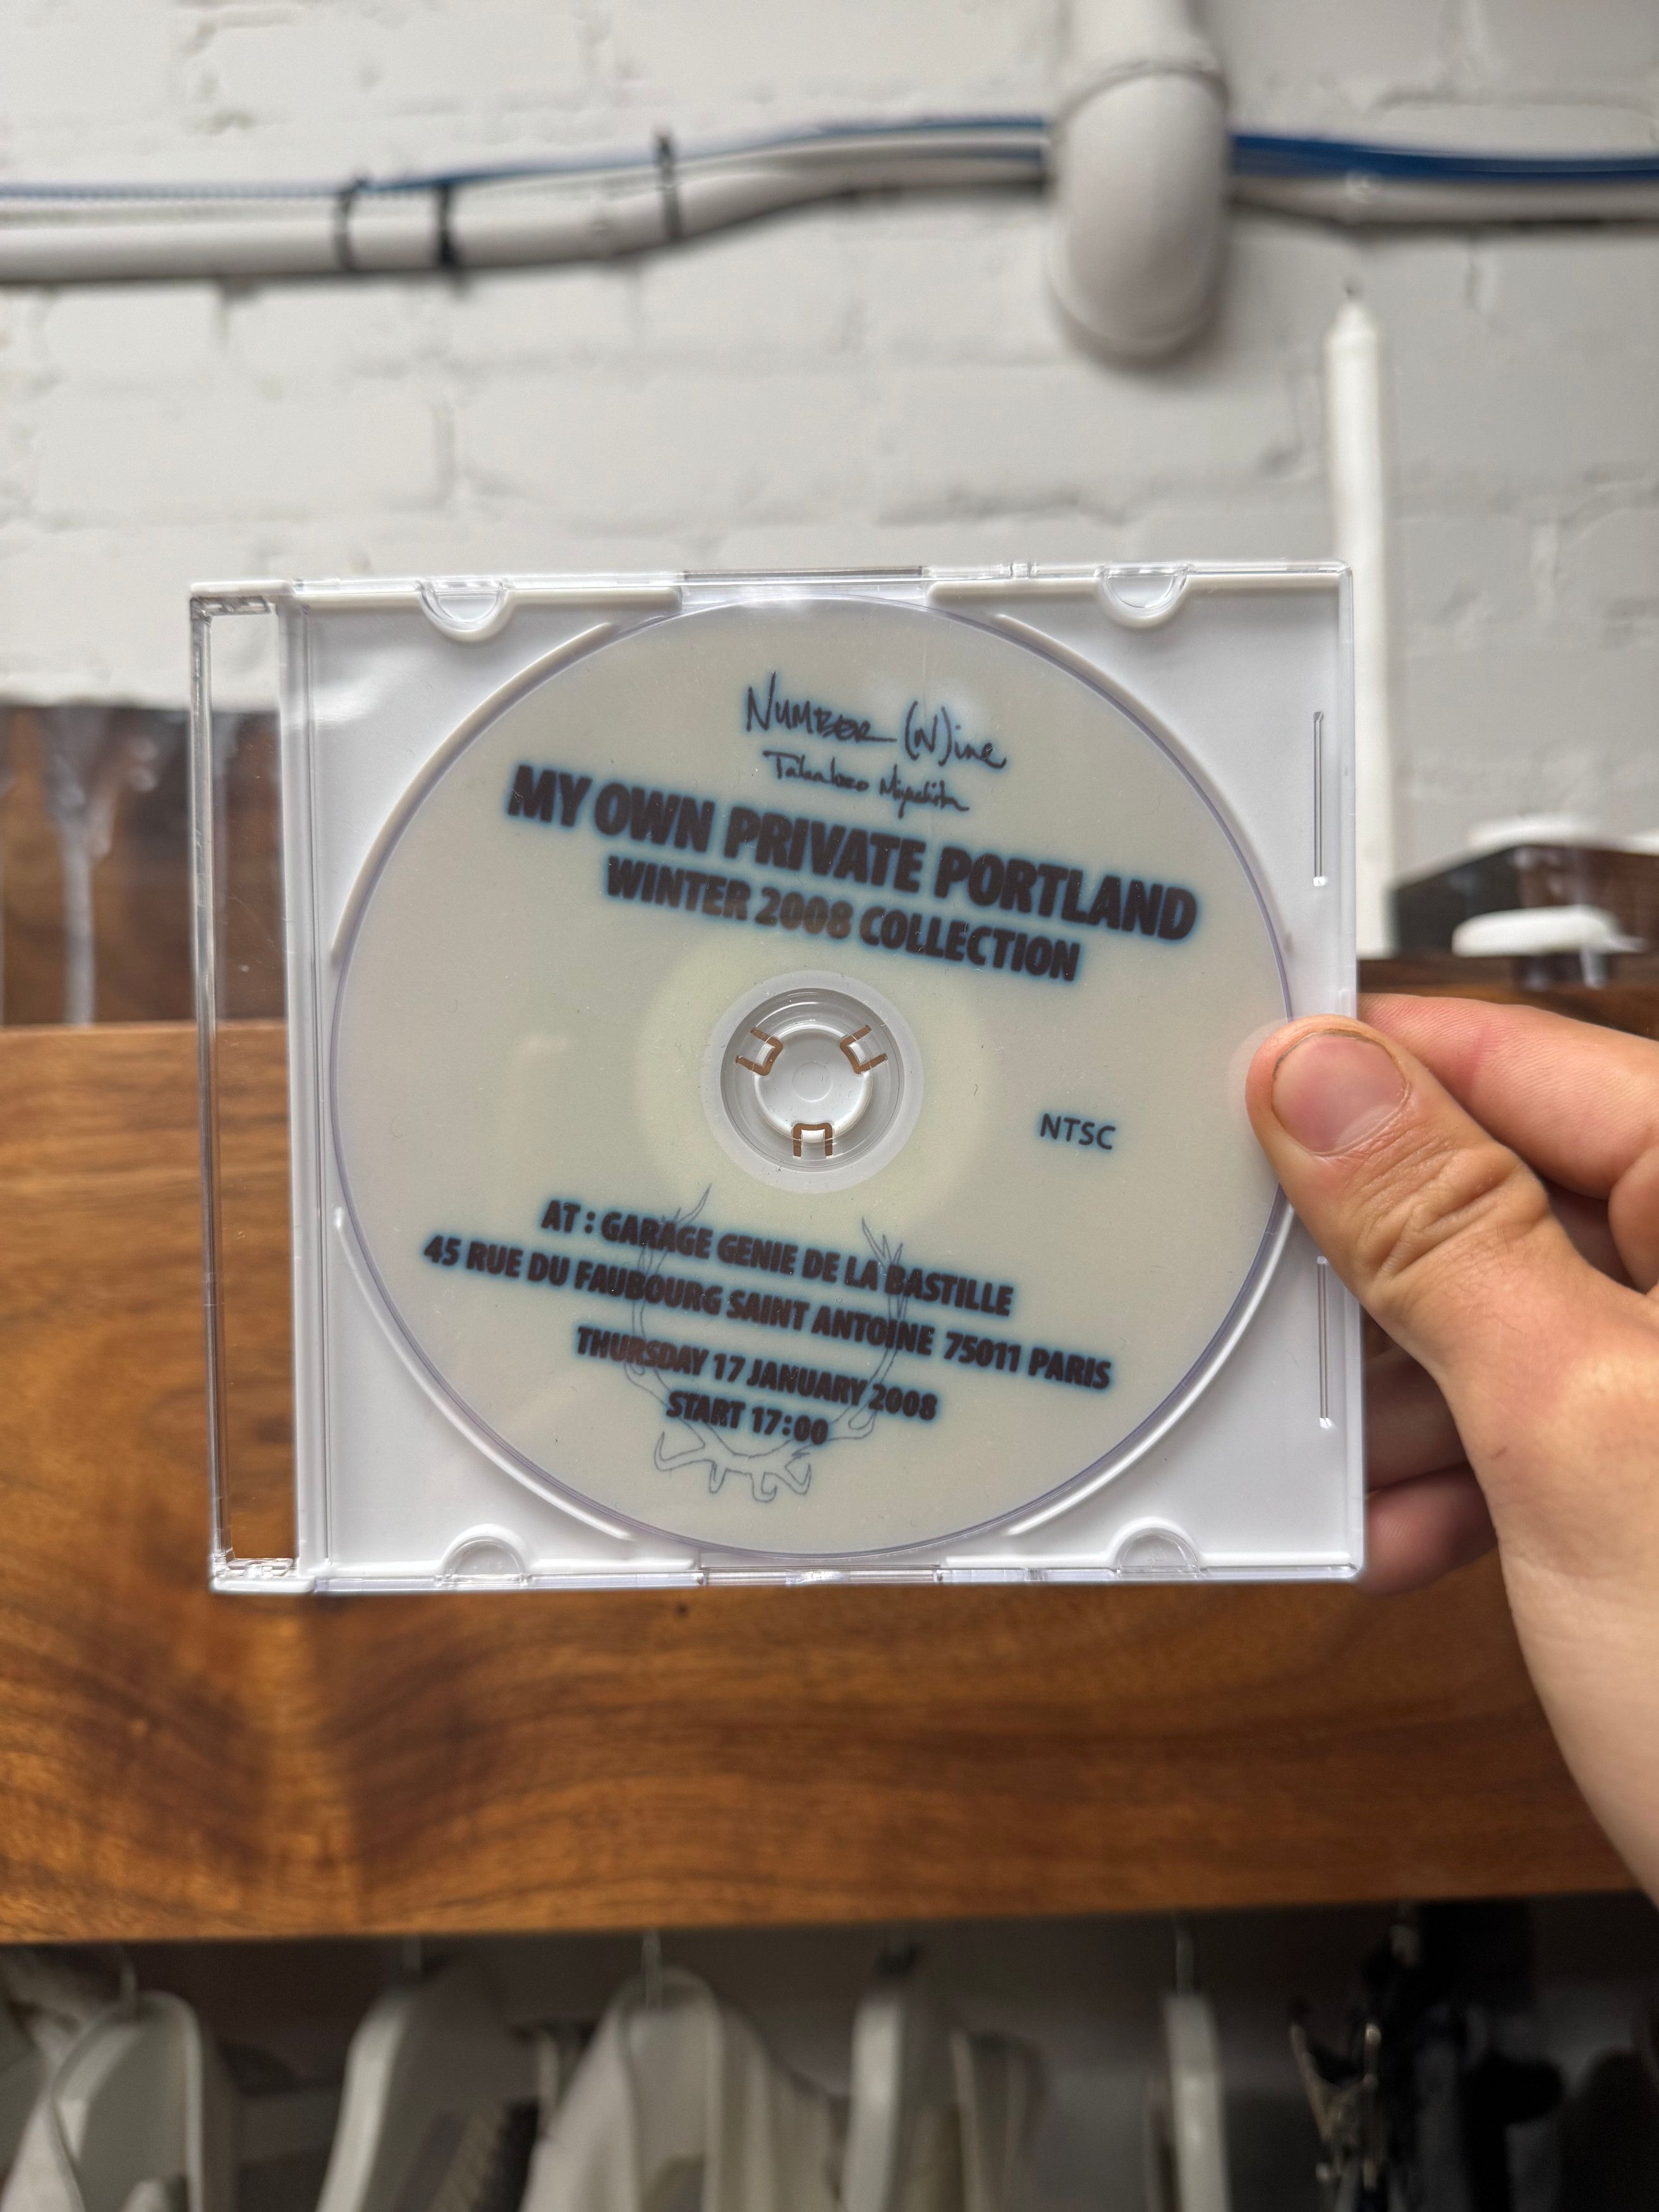 NUMBER (N)ine
Takahiro Miyashita
MY OWN PRIVATE PORTLAND
WINTER 2008 COLLECTION
NTSC
AT : GARAGE GENIE DE LA BASTILLE
45 RUE DU FAUBOURG SAINT ANTOINE 75011 PARIS
THURSDAY 17 JANUARY 2008
START 17:00